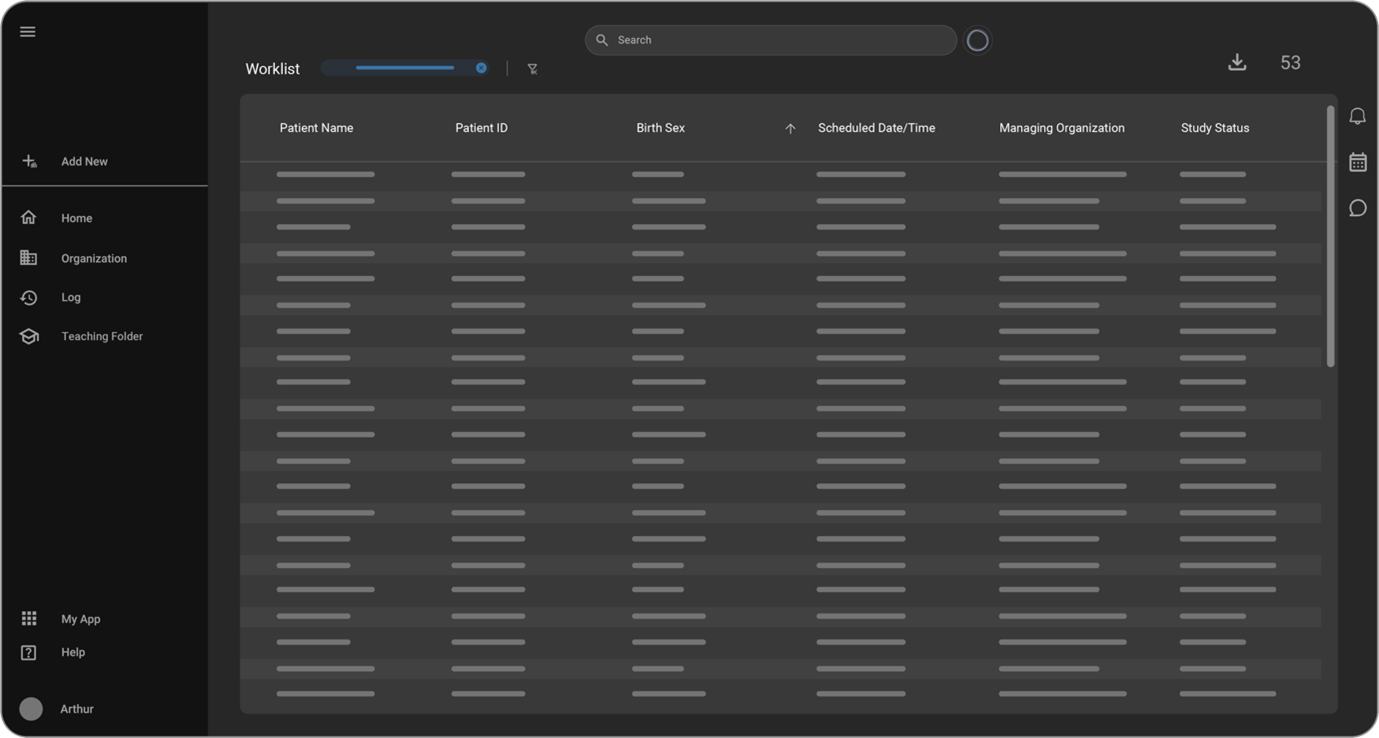 Search
Worklist
53
Patient Name
Patient ID
Birth Sex
Scheduled Date/Time
Managing Organization
Study Status
Add New
Home
Organization
Log
Teaching Folder
My App
Help
Arthur